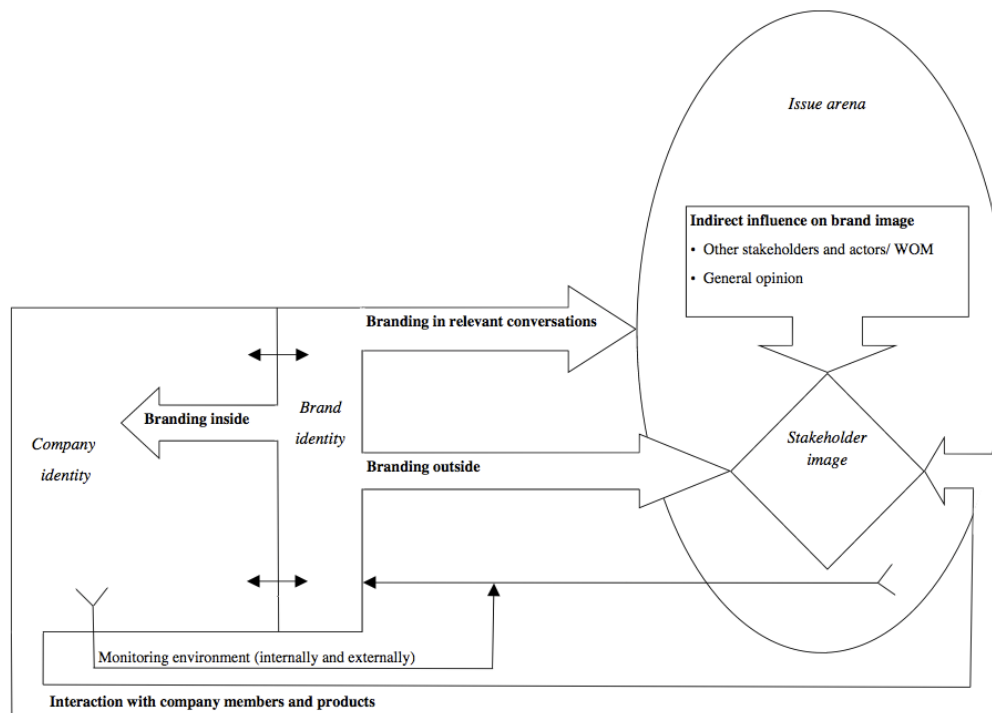 Issue arena
Indirect influence on brand image
• Other stakeholders and actors/ WOM
• General opinion
Branding in relevant conversations
Branding inside
Brand
identity
Company
identity
Branding outside
Stakeholder
image
Monitoring environment (internally and externally)
Interaction with company members and products